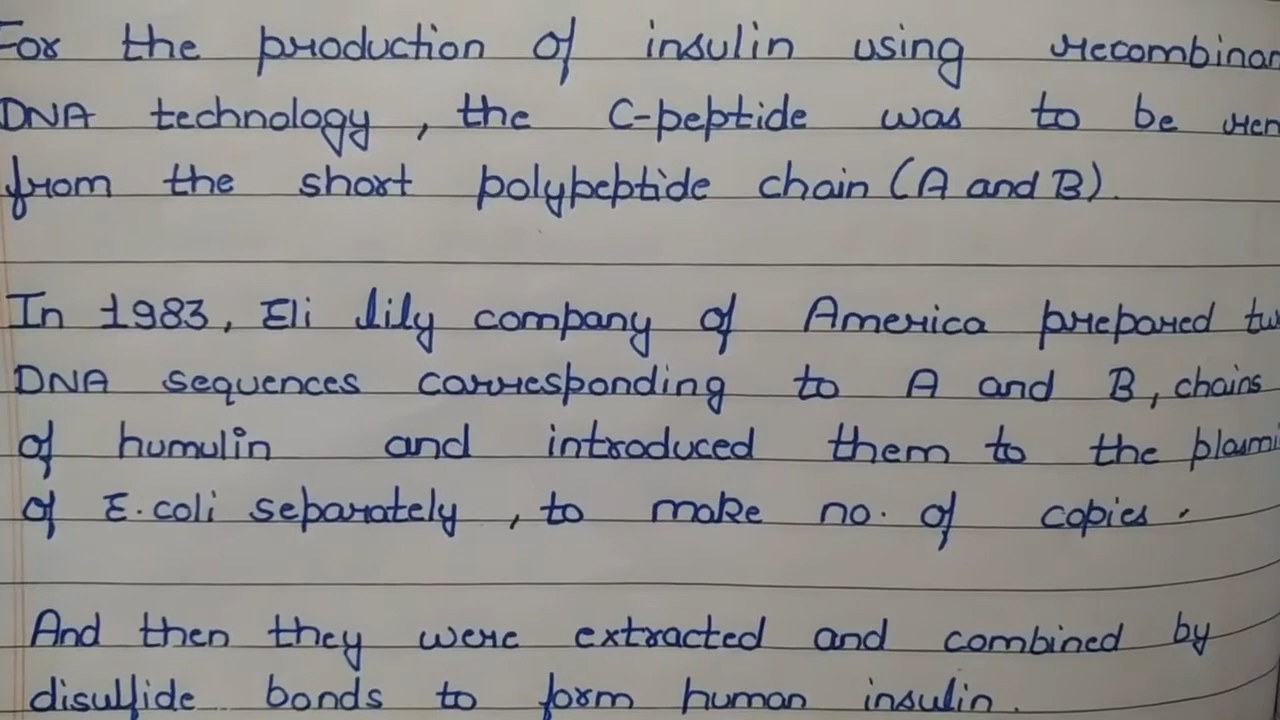 For the production of insulin using recombinan
DNA technology, the C-peptide was to be rem
from the short polypeptide chain (A and B).
In 1983, Eli lily company of America prepared tw
DNA sequences corresponding to A and B, chains
of humulin and introduced them to the plasmi
of E.coli separately, to make no. of copies.
And then they were extracted and combined by
disulfide bonds to form human insulin.